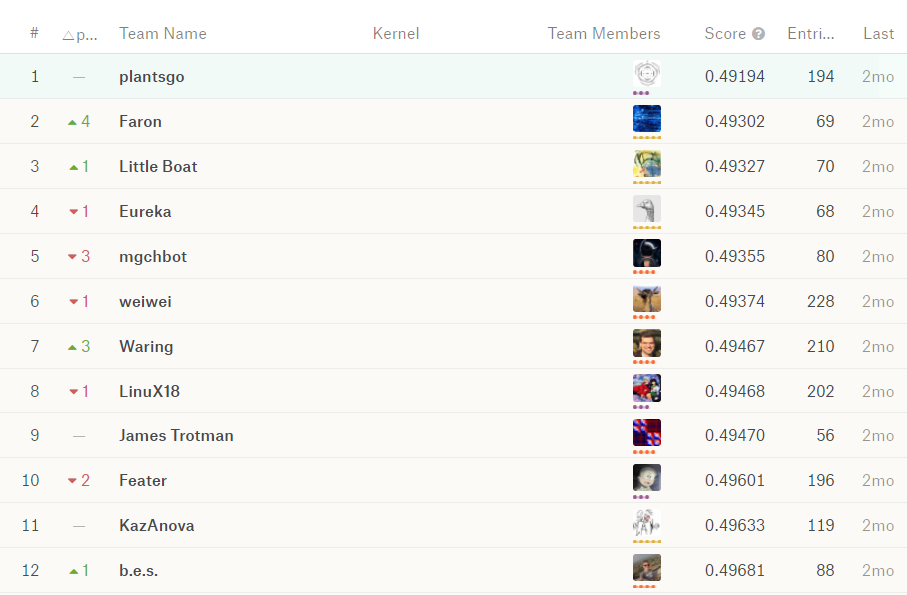 # △p... Team Name Kernel Team Members Score ? Entri... Last
1 — plantsgo 0.49194 194 2mo
2 ▲ 4 Faron 0.49302 69 2mo
3 ▲ 1 Little Boat 0.49327 70 2mo
4 ▼ 1 Eureka 0.49345 68 2mo
5 ▼ 3 mgchbot 0.49355 80 2mo
6 ▼ 1 weiwei 0.49374 228 2mo
7 ▲ 3 Waring 0.49467 210 2mo
8 ▼ 1 LinuX18 0.49468 202 2mo
9 — James Trotman 0.49470 56 2mo
10 ▼ 2 Feater 0.49601 196 2mo
11 — KazAnova 0.49633 119 2mo
12 ▲ 1 b.e.s. 0.49681 88 2mo